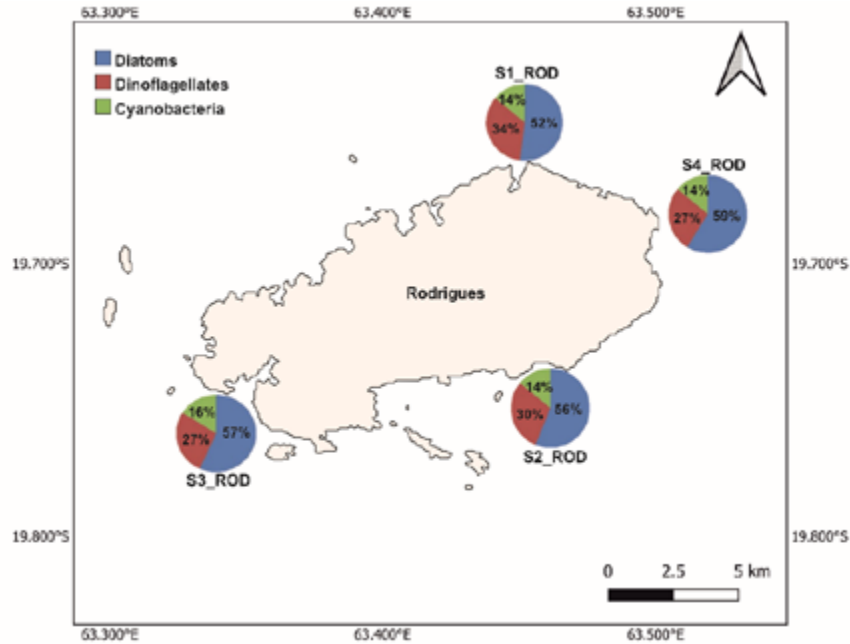 63.300°E 63.400°E 63.500°E
Diatoms
Dinoflagellates
Cyanobacteria
S1_ROD
14%
34% 52%
S4_ROD
14%
27% 59%
19.700°S 19.700°S
Rodrigues
14%
30% 56%
S2_ROD
16%
27% 57%
S3_ROD
19.800°S 19.800°S
0 2.5 5 km
63.300°E 63.400°E 63.500°E